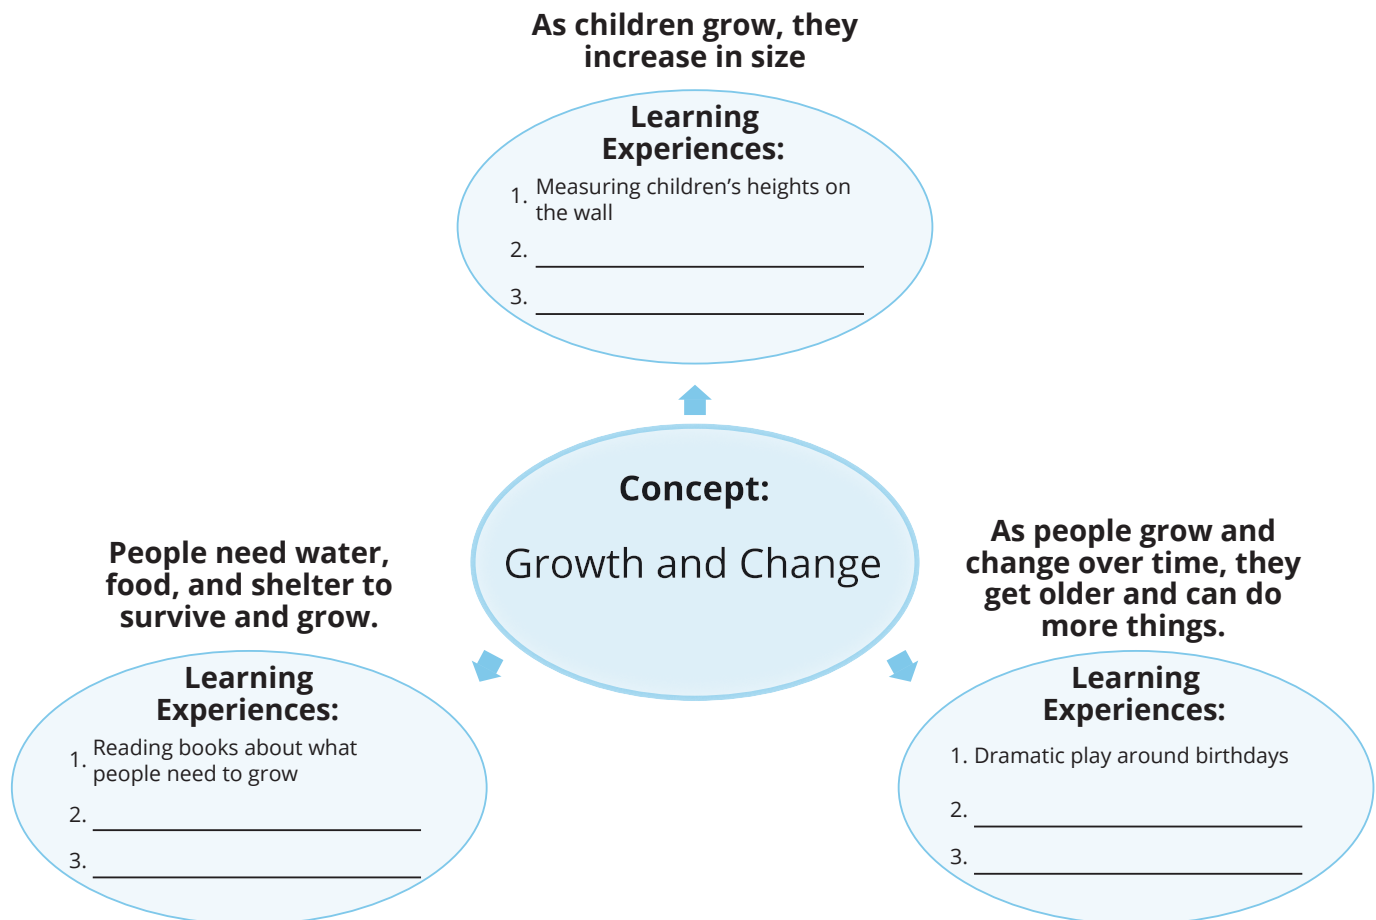 As children grow, they
increase in size
Learning
Experiences:
1. Measuring children’s heights on
the wall
2.
3.
Concept:
Growth and Change
People need water,
food, and shelter to
survive and grow.
Learning
Experiences:
1. Reading books about what
people need to grow
2.
3.
As people grow and
change over time, they
get older and can do
more things.
Learning
Experiences:
1. Dramatic play around birthdays
2.
3.